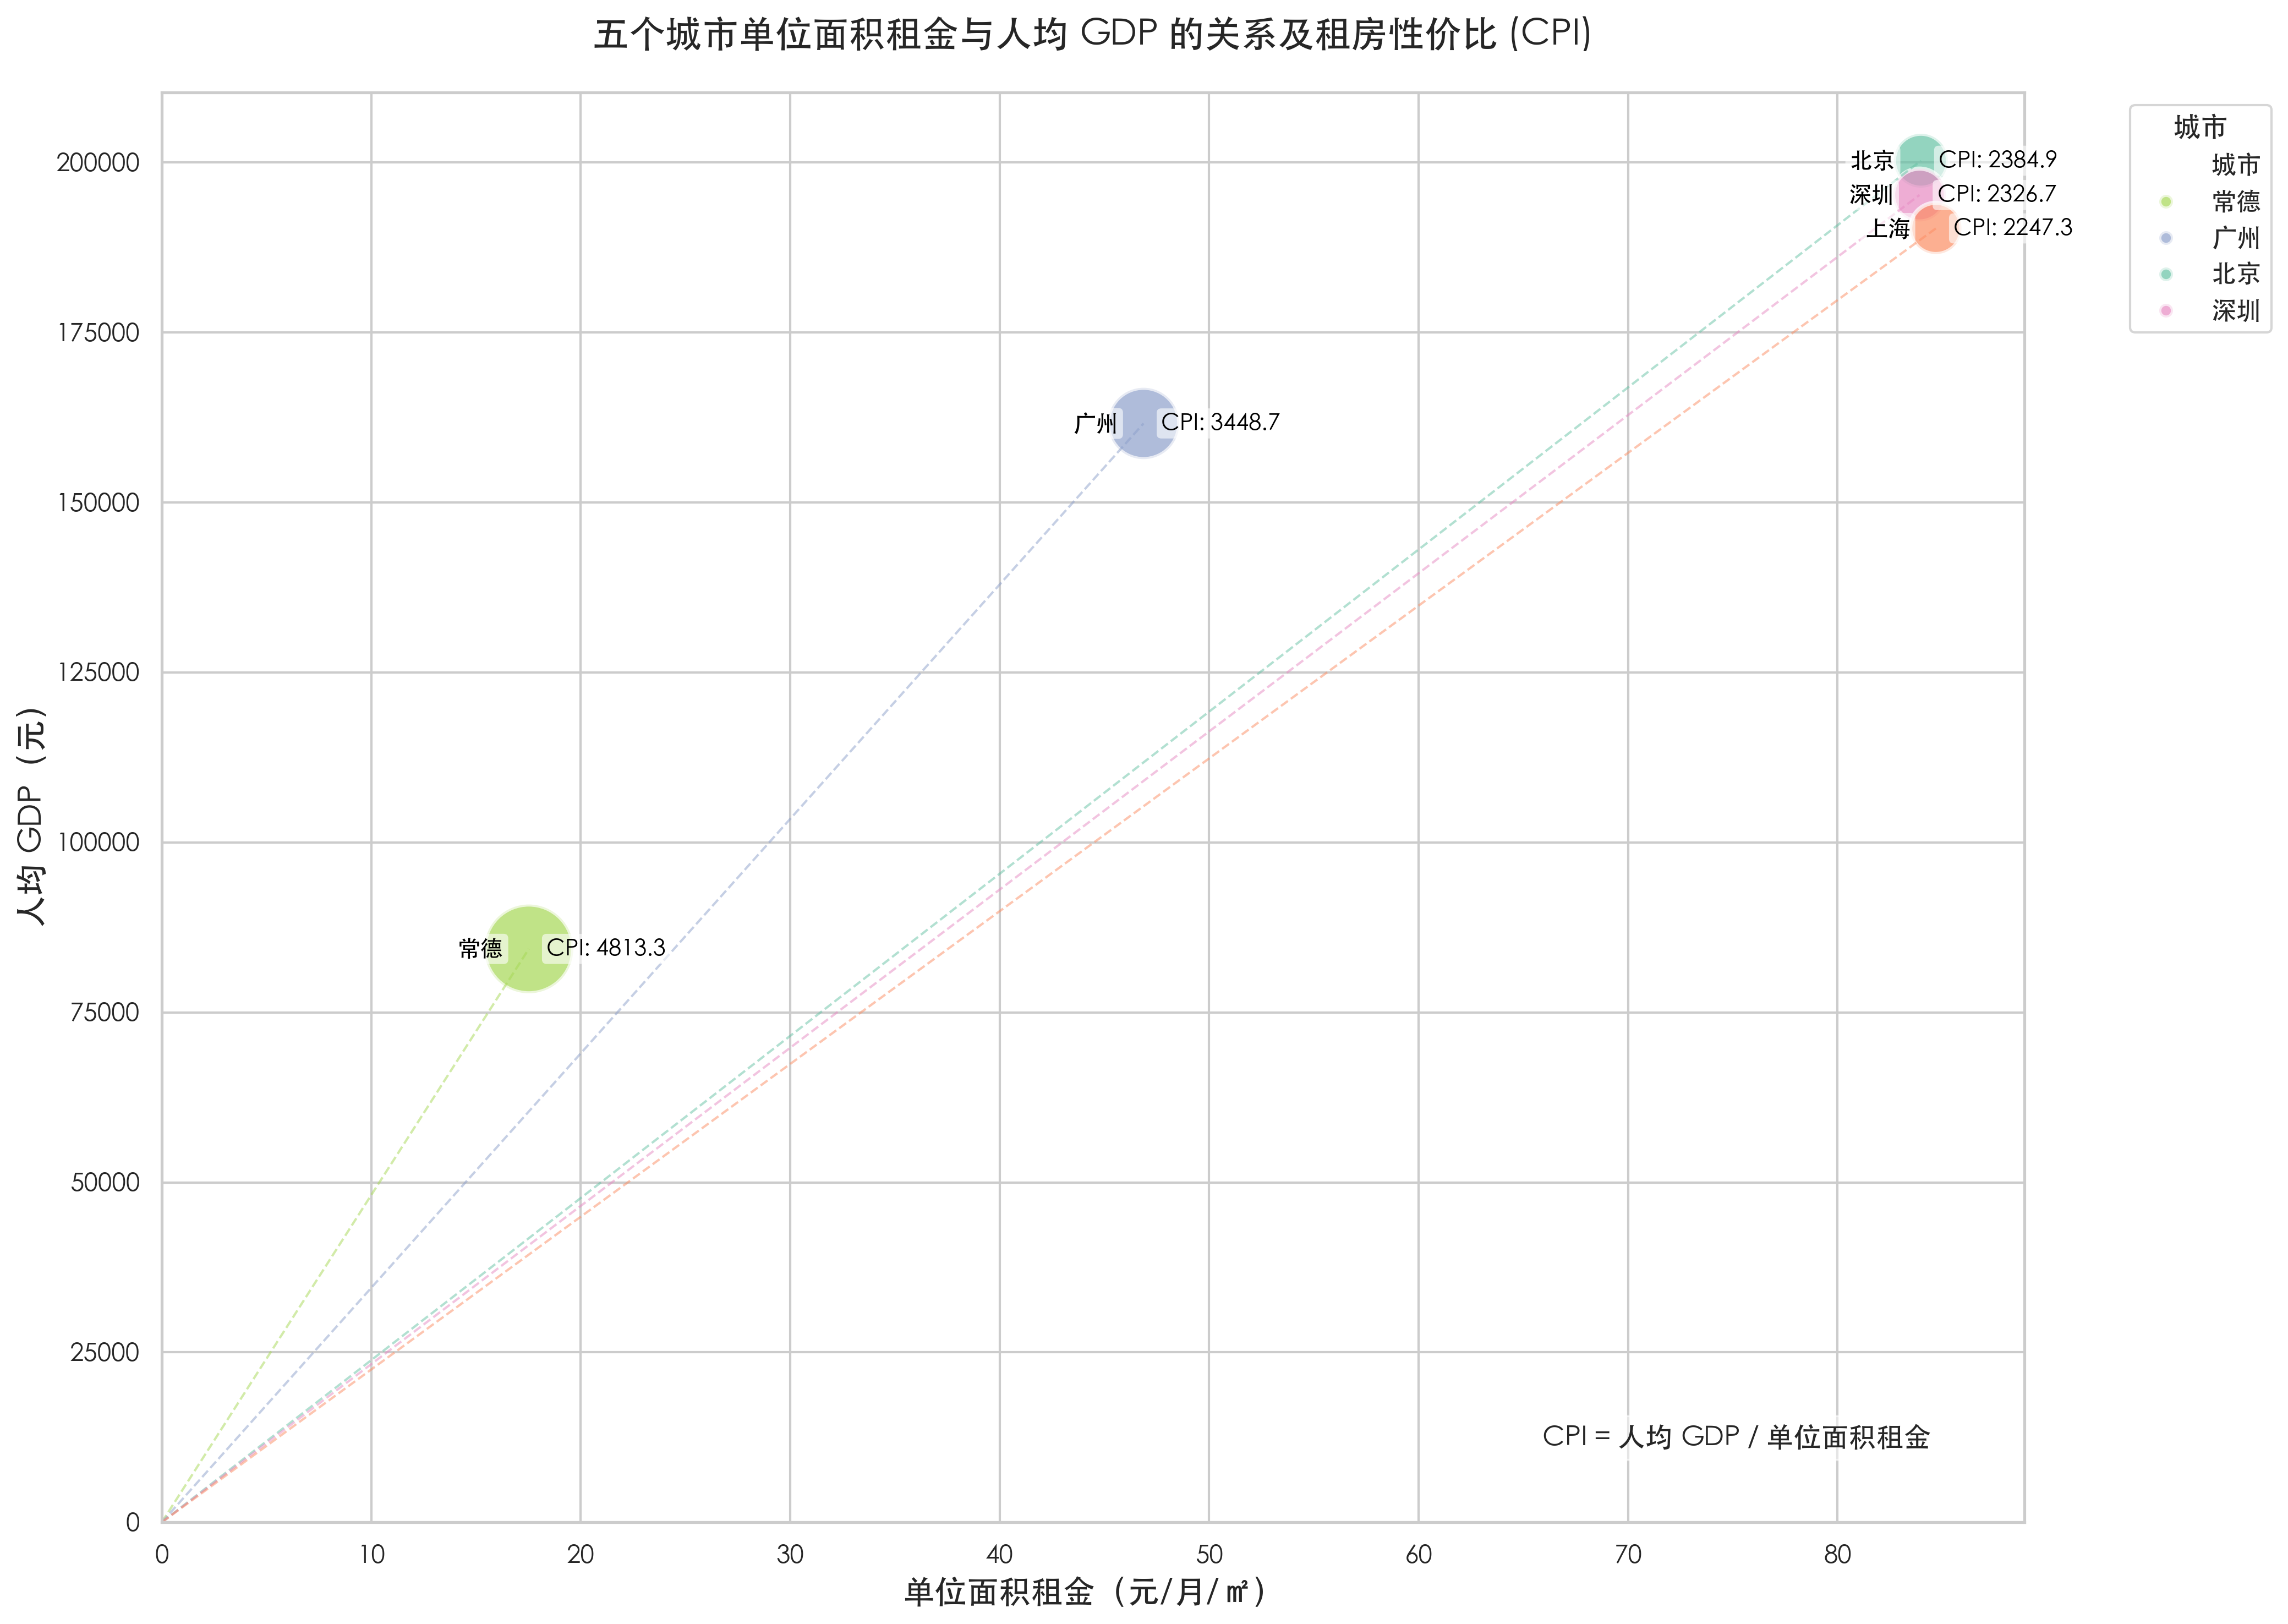 五个城市单位面积租金与人均 GDP 的关系及租房性价比 (CPI)
人均 GDP（元）
200000
175000
150000
125000
100000
75000
50000
25000
0
0 10 20 30 40 50 60 70 80
单位面积租金（元/月/㎡）
北京 CPI: 2384.9
深圳 CPI: 2326.7
上海 CPI: 2247.3
广州 CPI: 3448.7
常德 CPI: 4813.3
CPI = 人均 GDP / 单位面积租金
城市
城市
常德
广州
北京
深圳